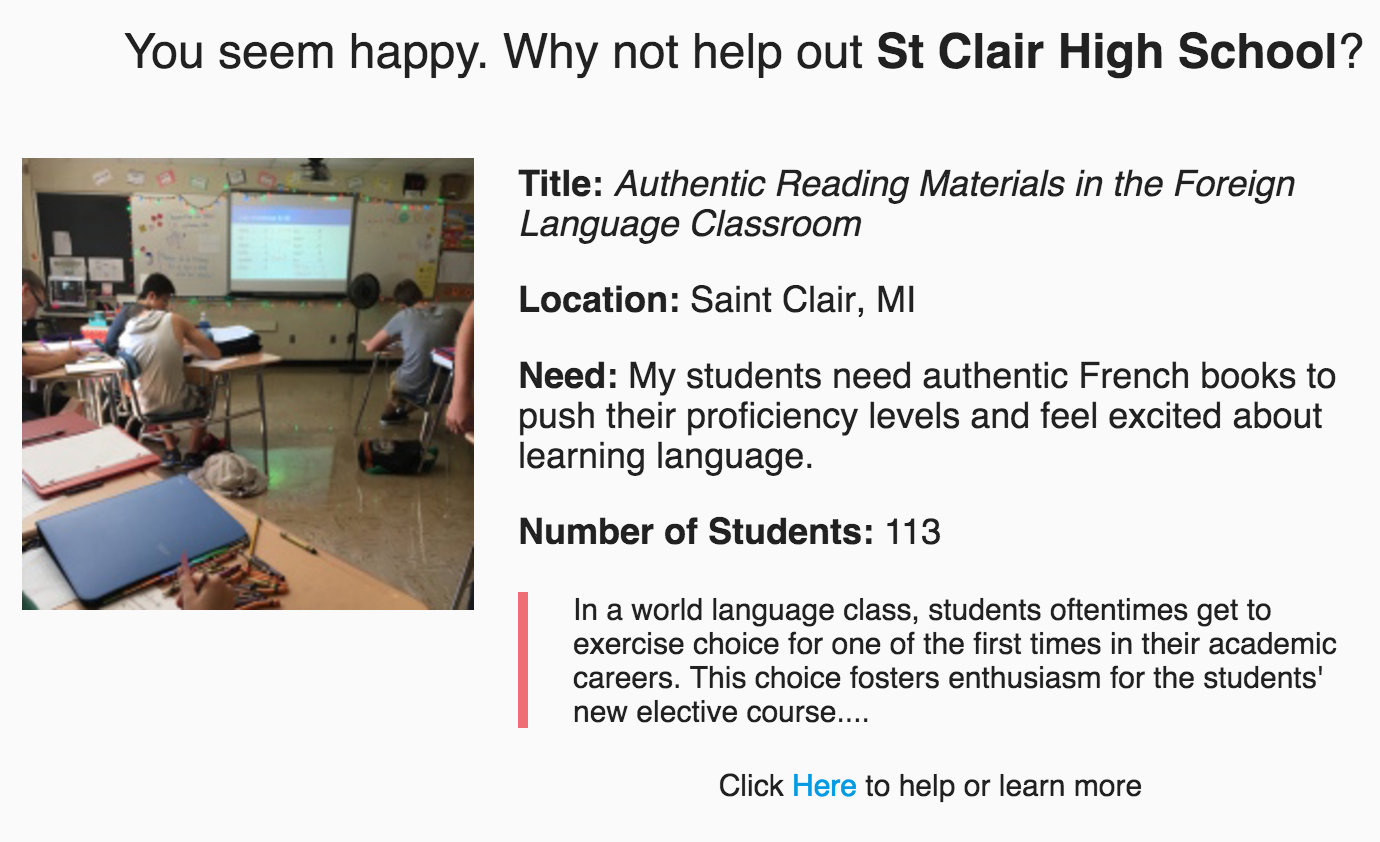 You seem happy. Why not help out St Clair High School?
Title: Authentic Reading Materials in the Foreign
Language Classroom
Location: Saint Clair, MI
Need: My students need authentic French books to
push their proficiency levels and feel excited about
learning language.
Number of Students: 113
In a world language class, students oftentimes get to
exercise choice for one of the first times in their academic
careers. This choice fosters enthusiasm for the students'
new elective course....
Click Here to help or learn more